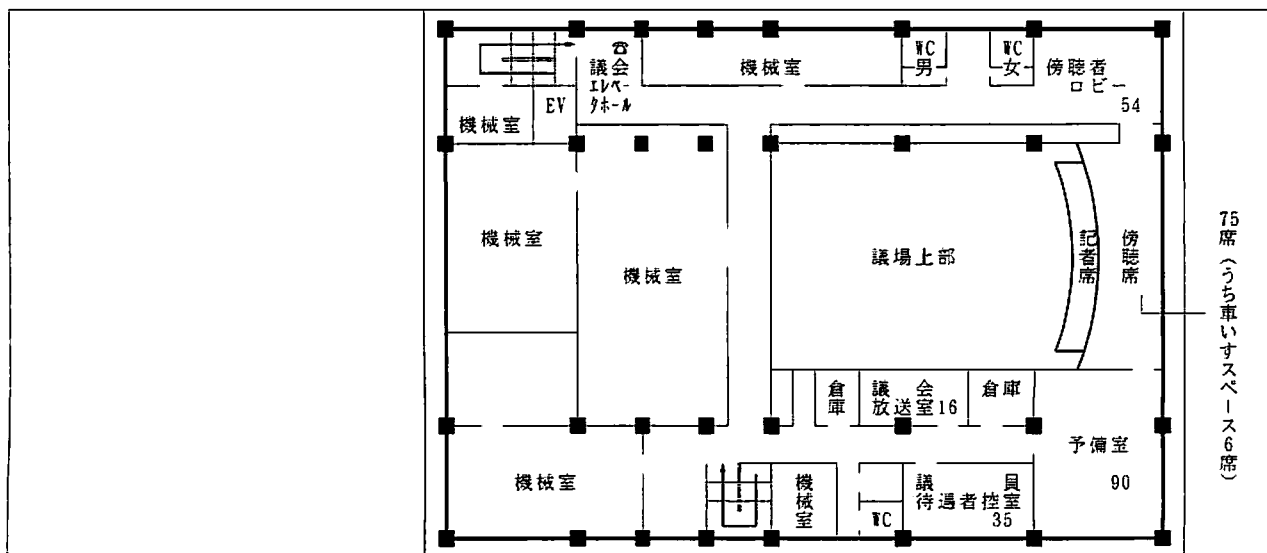 ☎
議会
エレベー
タホール
機械室
WC
男
WC
女
傍聴者
ロビー
54
EV
機械室
機械室
機械室
議場上部
記者席
傍聴席
75席（うち車いすスペース6席）
倉庫
議会
放送室16
倉庫
予備室
90
機械室
機械室
WC
議員
待遇者控室
35